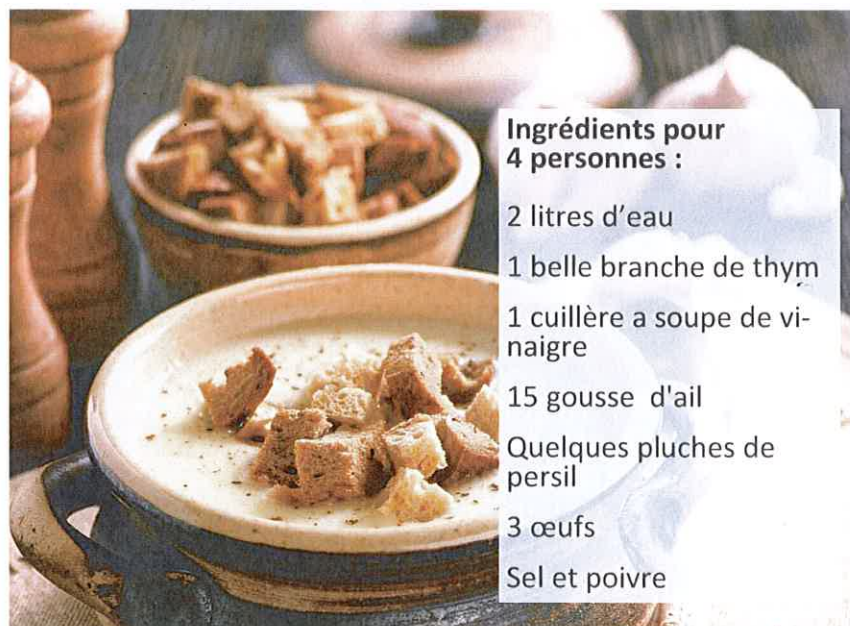 Ingrédients pour
4 personnes :
2 litres d’eau
1 belle branche de thym
1 cuillère a soupe de vi-
naigre
15 gousse d'ail
Quelques pluches de
persil
3 œufs
Sel et poivre